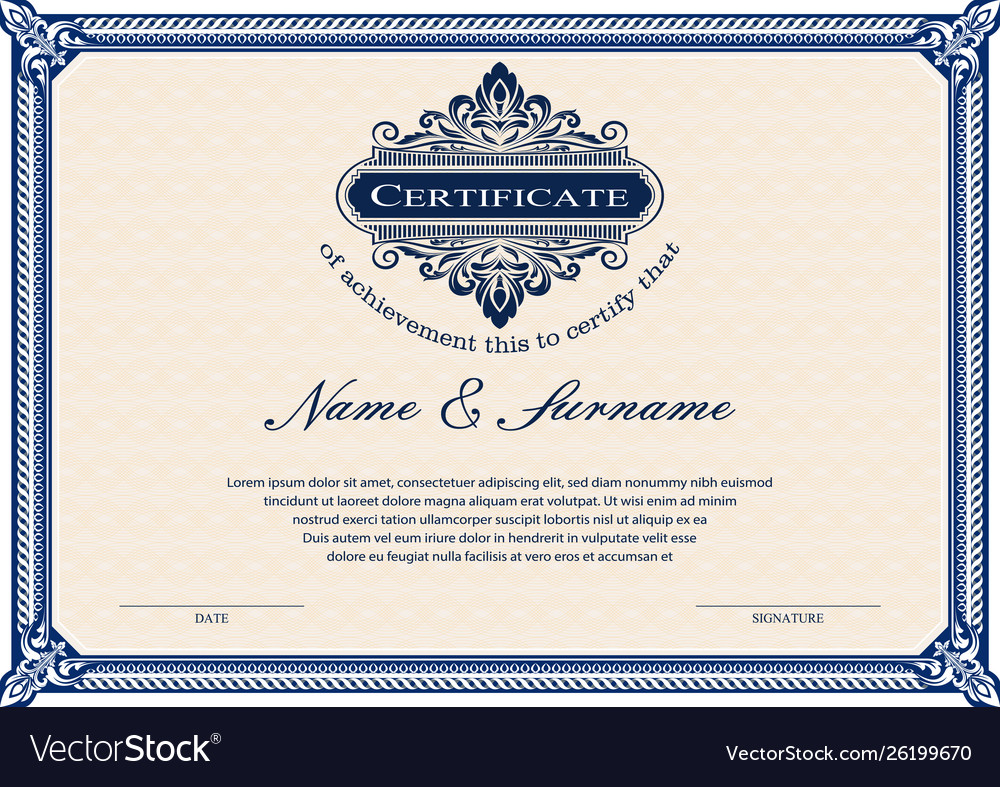 CERTIFICATE
of achievement this to certify that
Name & Surname
Lorem ipsum dolor sit amet, consectetuer adipiscing elit, sed diam nonummy nibh euismod
tincidunt ut laoreet dolore magna aliquam erat volutpat. Ut wisi enim ad minim
nostrud exerci tation ullamcorper suscipit lobortis nisl ut aliquip ex ea
Duis autem vel eum iriure dolor in hendrerit in vulputate velit esse
dolore eu feugiat nulla facilisis at vero eros et accumsan et
DATE
SIGNATURE
VectorStock®
VectorStock.com/26199670